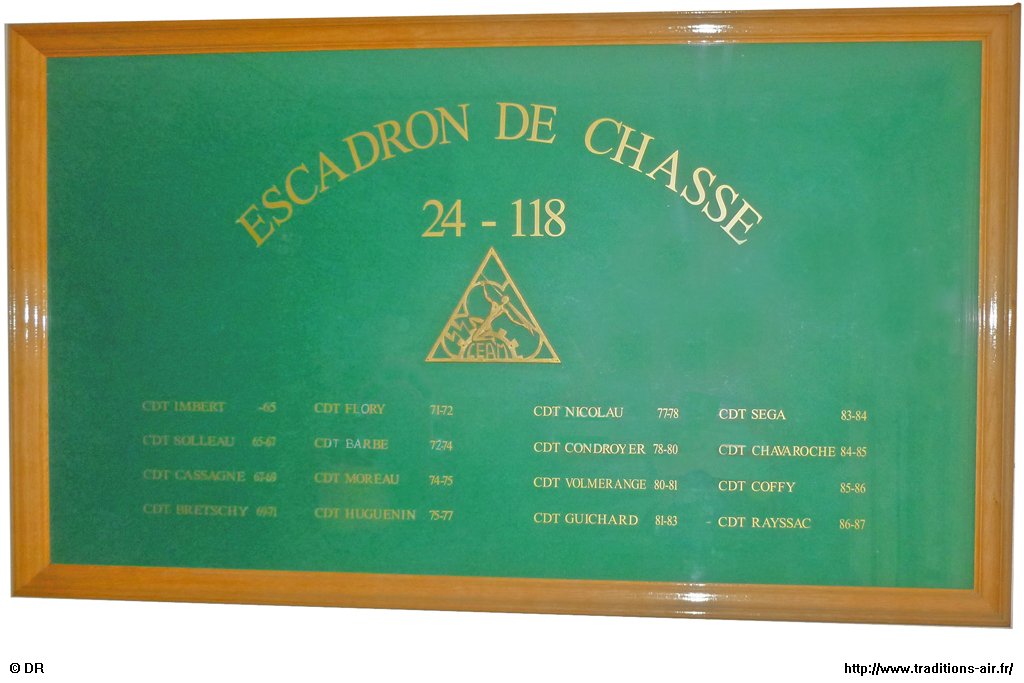 ESCADRON DE CHASSE
24 - 118
CEAM
CDT IMBERT -65
CDT SOLLEAU 65-67
CDT CASSAGNE 67-69
CDT BRETSCHY 69-71
CDT FLORY 71-72
CDT BARBE 72-74
CDT MOREAU 74-75
CDT HUGUENIN 75-77
CDT NICOLAU 77-78
CDT CONDROYER 78-80
CDT VOLMERANGE 80-81
CDT GUICHARD 81-83
CDT SEGA 83-84
CDT CHAVAROCHE 84-85
CDT COFFY 85-86
CDT RAYSSAC 86-87
© DR
http://www.traditions-air.fr/